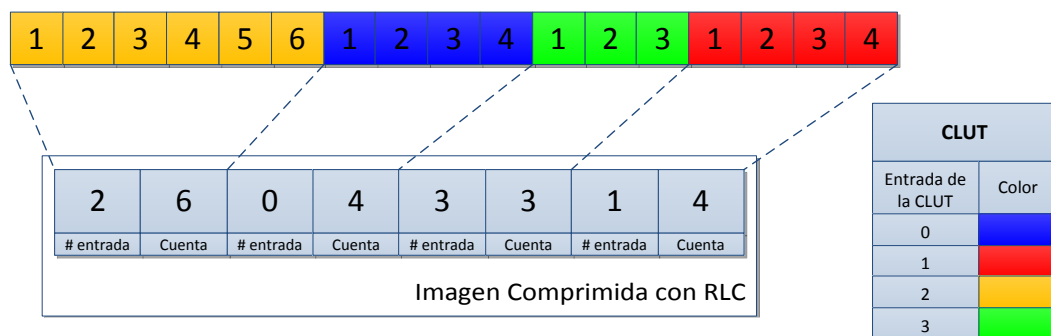 1 2 3 4 5 6 1 2 3 4 1 2 3 1 2 3 4
CLUT
Entrada de la CLUT
Color
0
1
2
3
2 6 0 4 3 3 1 4
# entrada Cuenta # entrada Cuenta # entrada Cuenta # entrada Cuenta
Imagen Comprimida con RLC